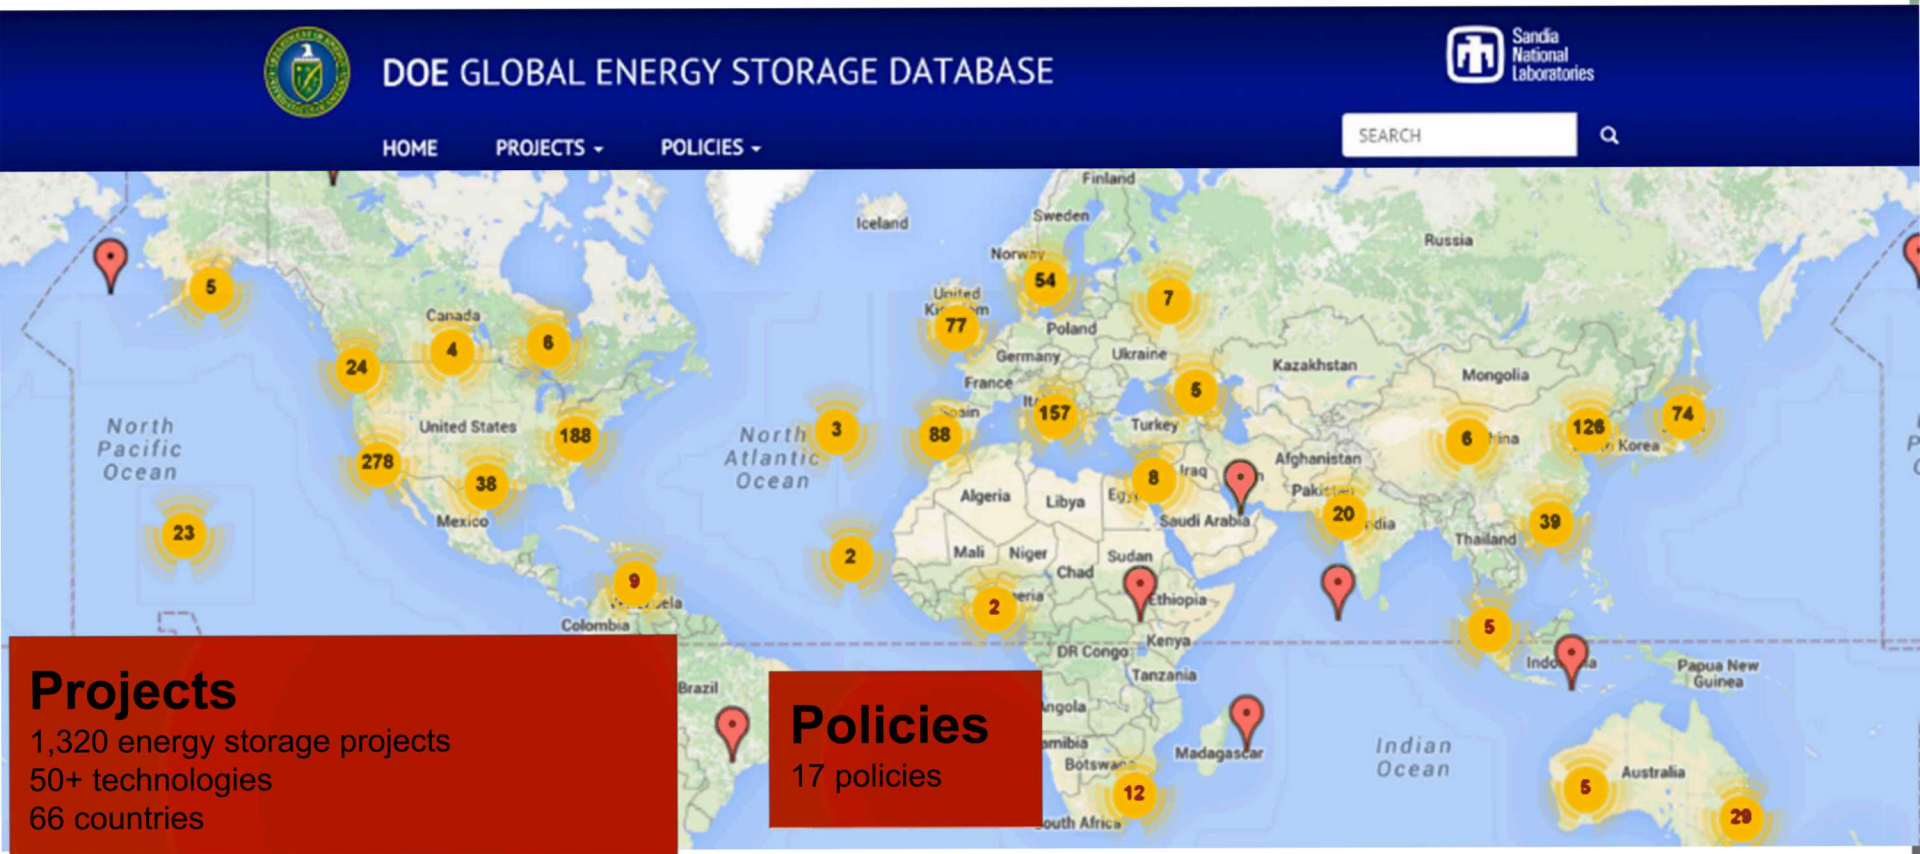 DOE GLOBAL ENERGY STORAGE DATABASE
Sandia
National
Laboratories
HOME PROJECTS POLICIES
SEARCH
Finland
Iceland
Sweden
Russia
Norway
54
5
United
7
Canada
77
Poland
6
4
Germany
Ukraine
24
Kazakhstan
Mongolia
France
5
North
Pacific
Ocean
United States
188
3
North
Atlantic
Ocean
88
157
Turkey
6
126
74
Korea
278
38
8
Iraq
Afghanistan
Algeria
Libya
Mexico
Saudi Arabia
20
39
23
Thailand
2
Mali
Niger
Sudan
Chad
9
2
Ethiopia
Colombia
5
Kenya
DR Congo
Tanzania
Papua New
Guinea
Brazil
Projects
1,320 energy storage projects
50+ technologies
66 countries
Policies
17 policies
Madagascar
Indian
Ocean
12
5
Australia
29